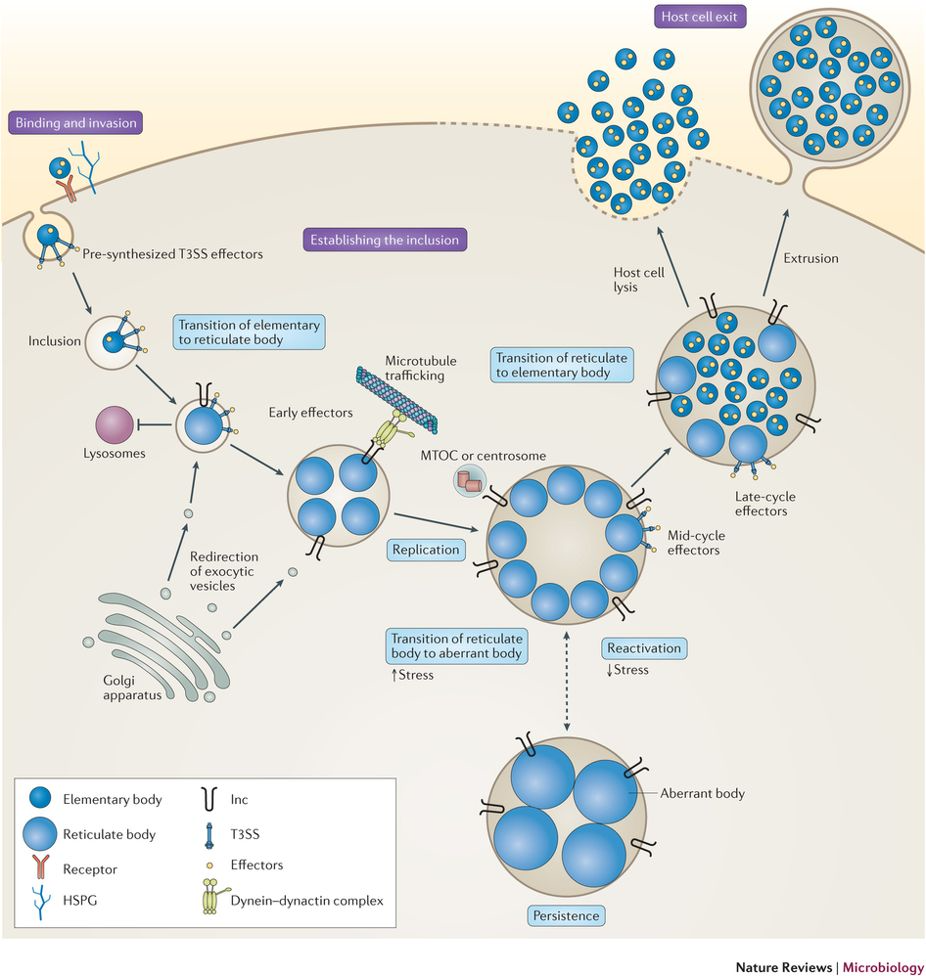 Host cell exit
Binding and invasion
Establishing the inclusion
Pre-synthesized T3SS effectors
Host cell
lysis
Extrusion
Inclusion
Transition of elementary
to reticulate body
Microtubule
trafficking
Transition of reticulate
to elementary body
Early effectors
Lysosomes
MTOC or centrosome
Late-cycle
effectors
Mid-cycle
effectors
Replication
Redirection
of exocytic
vesicles
Transition of reticulate
body to aberrant body
↑Stress
Reactivation
↓Stress
Golgi
apparatus
Aberrant body
Persistence
Elementary body
Inc
Reticulate body
T3SS
Receptor
Effectors
HSPG
Dynein–dynactin complex
Nature Reviews | Microbiology